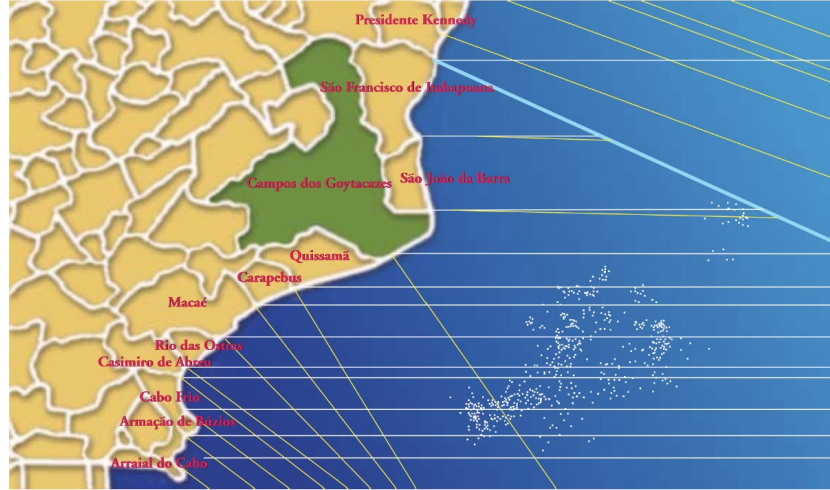 Presidente Kennedy
São Francisco de Itabapoana
Campos dos Goytacazes
São João da Barra
Quissamã
Carapebus
Macaé
Rio das Ostras
Casimiro de Abreu
Cabo Frio
Armação de Búzios
Arraial do Cabo